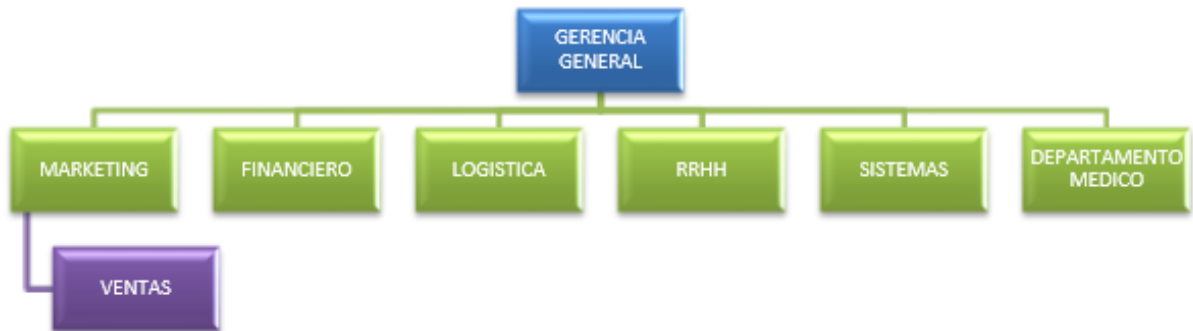 GERENCIA
GENERAL
MARKETING
FINANCIERO
LOGISTICA
RRHH
SISTEMAS
DEPARTAMENTO
MEDICO
VENTAS